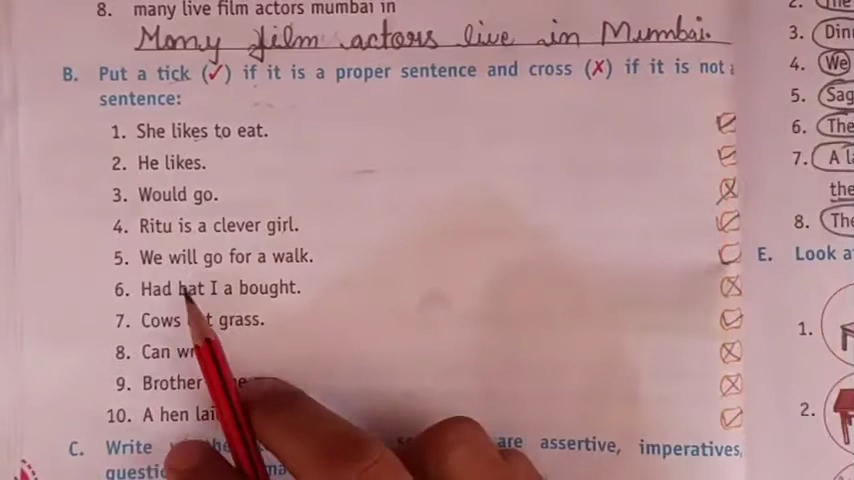 8. many live film actors mumbai in
Mony film actors live in Mumbai.
B. Put a tick (✓) if it is a proper sentence and cross (✗) if it is not a
sentence:
1. She likes to eat.
2. He likes.
3. Would go.
4. Ritu is a clever girl.
5. We will go for a walk.
6. Had hat I a bought.
7. Cows grass.
8. Can
9. Brother
10. A hen
C. Write are assertive, imperatives,
2. The
3. Din
4. We
5. Sag
6. The
7. A la
the
8. The
E. Look a
1.
2.